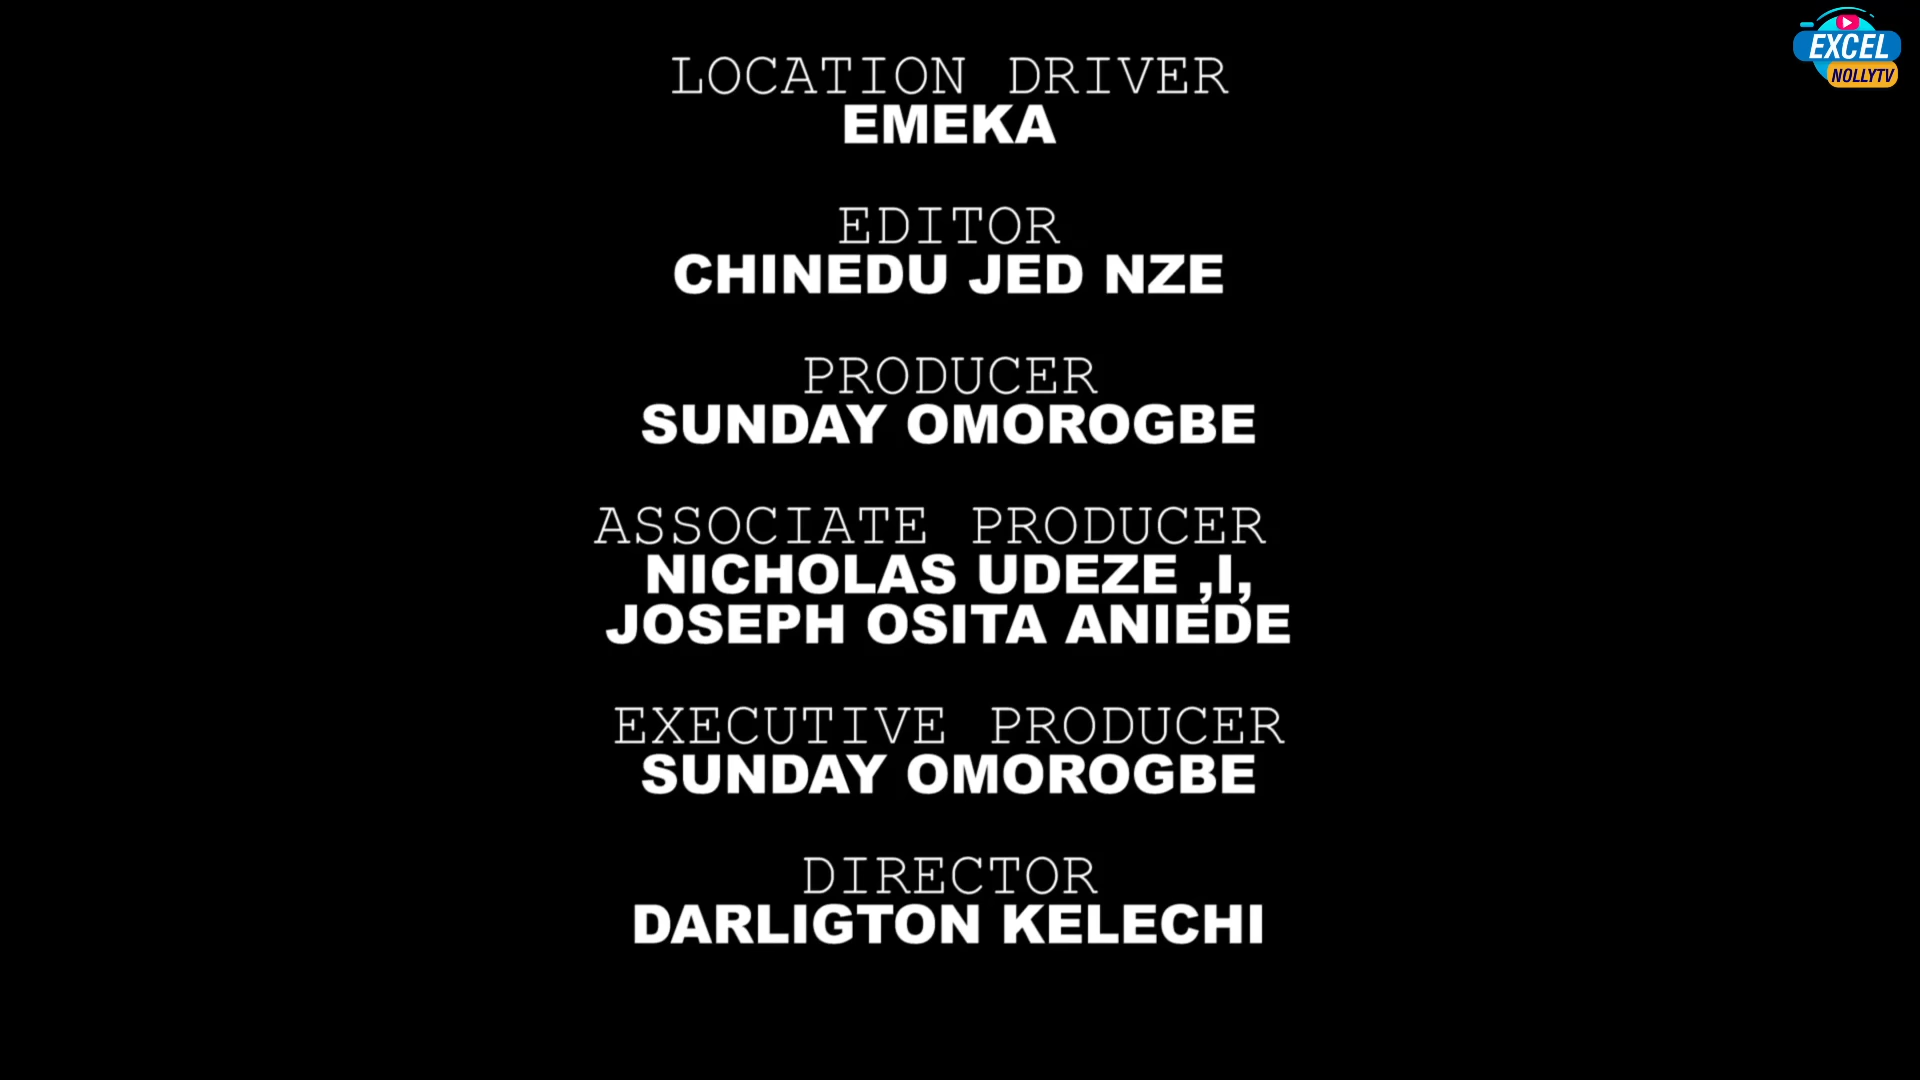 EXCEL
NOLLYTV
LOCATION DRIVER
EMEKA
EDITOR
CHINEDU JED NZE
PRODUCER
SUNDAY OMOROGBE
ASSOCIATE PRODUCER
NICHOLAS UDEZE ,I,
JOSEPH OSITA ANIEDE
EXECUTIVE PRODUCER
SUNDAY OMOROGBE
DIRECTOR
DARLIGTON KELECHI